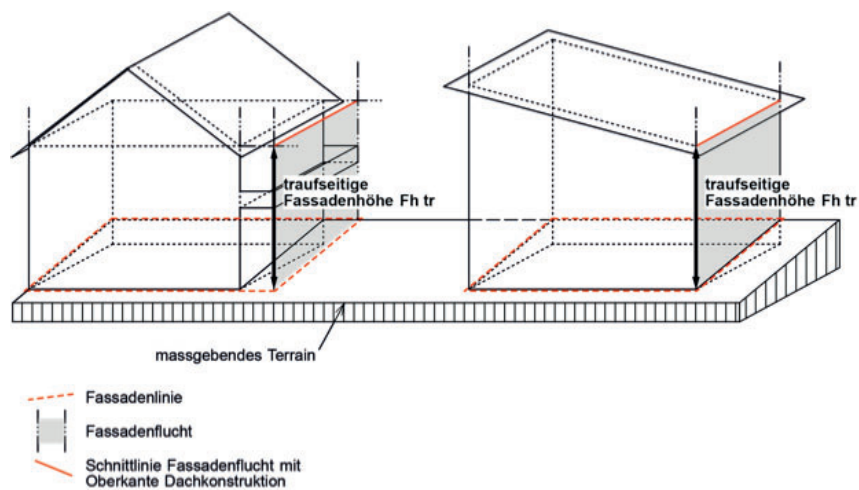 traufseitige
Fassadenhöhe Fh tr
traufseitige
Fassadenhöhe Fh tr
massgebendes Terrain
Fassadenlinie
Fassadenflucht
Schnittlinie Fassadenflucht mit
Oberkante Dachkonstruktion